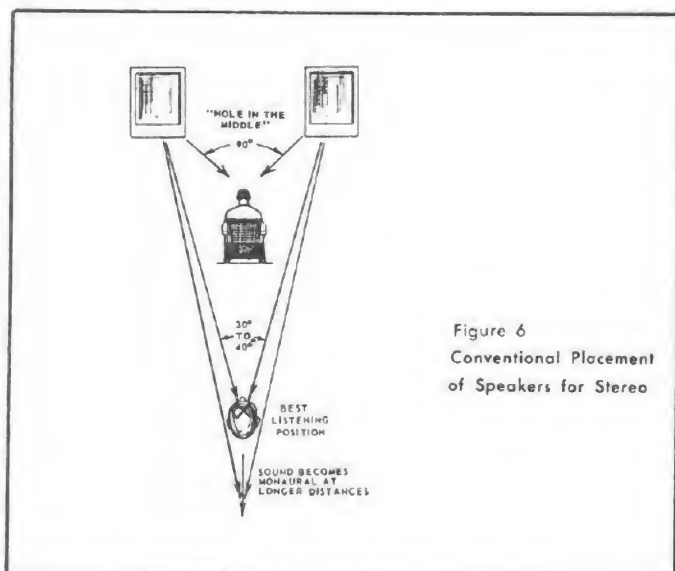 "HOLE IN THE
MIDDLE"
90°
30°
TO
40°
BEST
LISTENING
POSITION
SOUND BECOMES
MONAURAL AT
LONGER DISTANCES
Figure 6
Conventional Placement
of Speakers for Stereo